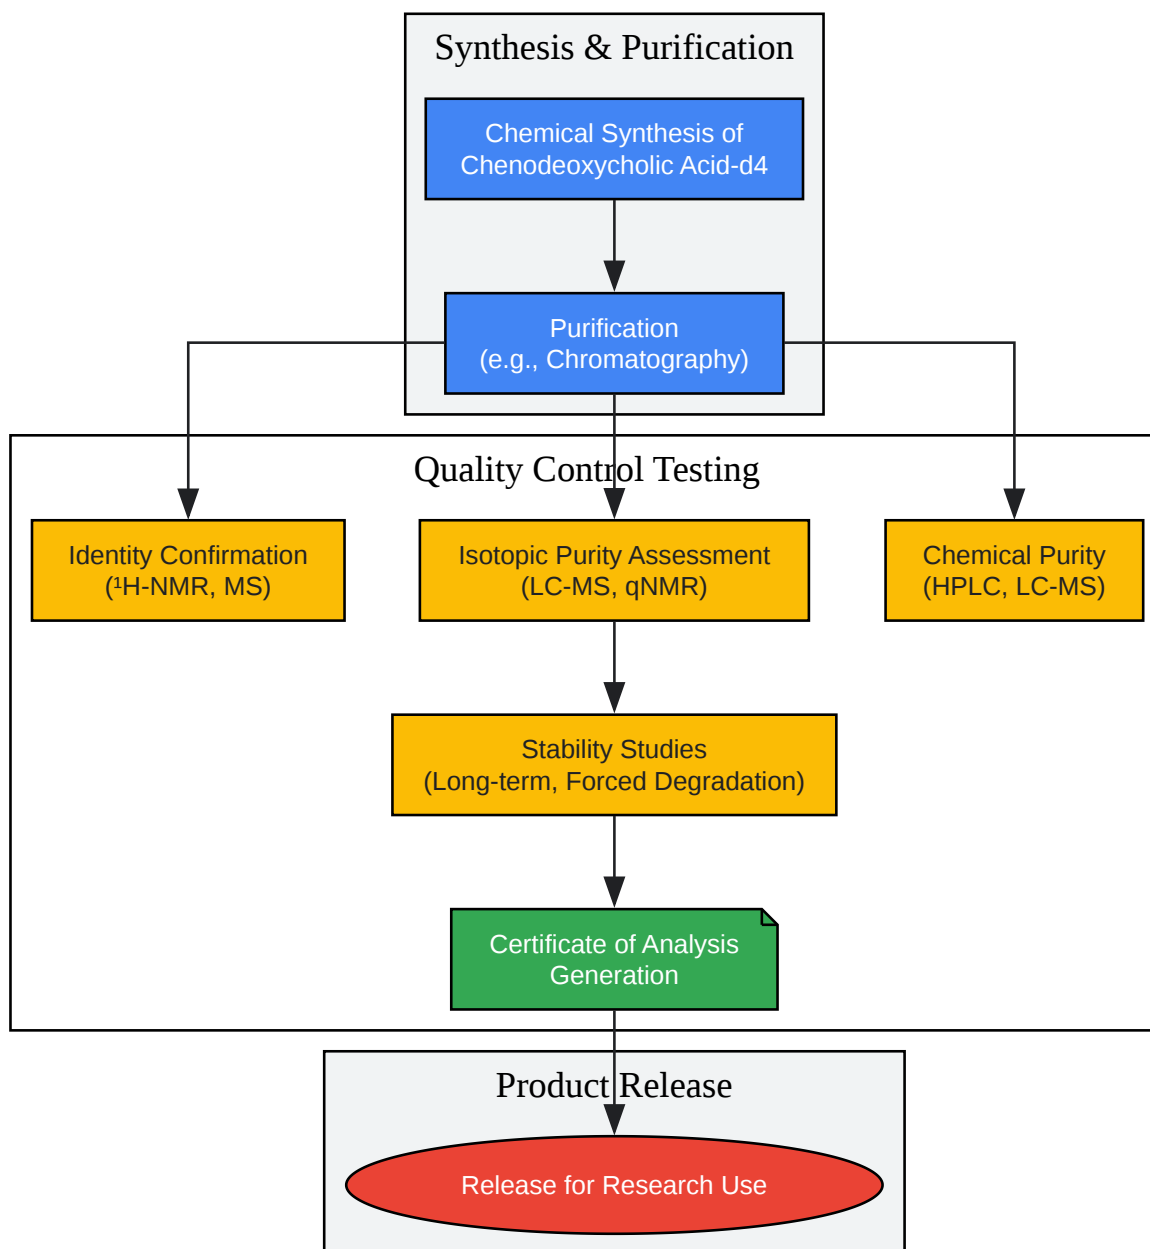 Synthesis & Purification
Chemical Synthesis of
Chenodeoxycholic Acid-d4
Purification
(e.g., Chromatography)
Quality Control Testing
Identity Confirmation
(¹H-NMR, MS)
Isotopic Purity Assessment
(LC-MS, qNMR)
Chemical Purity
(HPLC, LC-MS)
Stability Studies
(Long-term, Forced Degradation)
Certificate of Analysis
Generation
Product Release
Release for Research Use